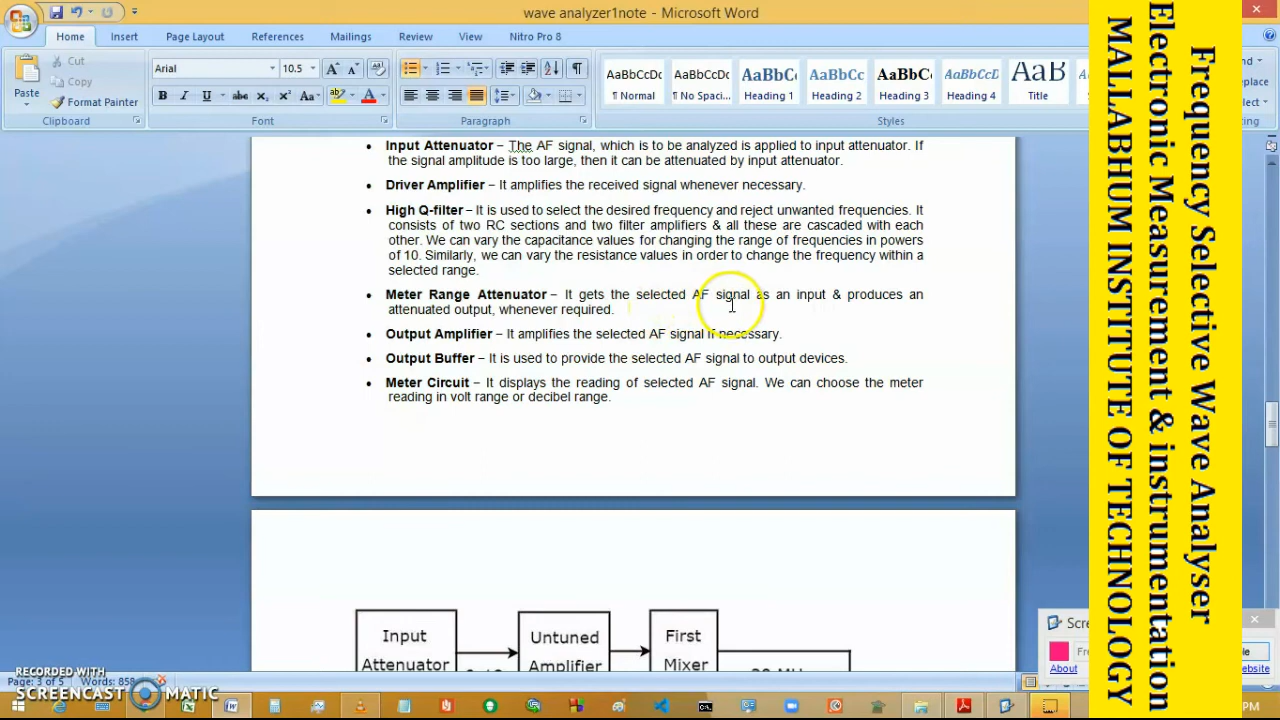 wave analyzer1note - Microsoft Word
Home Insert Page Layout References Mailings Review View Nitro Pro 8
Paste
Cut
Copy
Format Painter
Clipboard
Arial 10.5
Font
Paragraph
AaBbCcDc AaBbCcDc AaBbC AaBbCc AaBbCc AaBbCcD AaB
¶ Normal ¶ No Spaci... Heading 1 Heading 2 Heading 3 Heading 4 Title
Styles
• Input Attenuator – The AF signal, which is to be analyzed is applied to input attenuator. If
the signal amplitude is too large, then it can be attenuated by input attenuator.
• Driver Amplifier – It amplifies the received signal whenever necessary.
• High Q-filter – It is used to select the desired frequency and reject unwanted frequencies. It
consists of two RC sections and two filter amplifiers & all these are cascaded with each
other. We can vary the capacitance values for changing the range of frequencies in powers
of 10. Similarly, we can vary the resistance values in order to change the frequency within a
selected range.
• Meter Range Attenuator – It gets the selected AF signal as an input & produces an
attenuated output, whenever required.
• Output Amplifier – It amplifies the selected AF signal if necessary.
• Output Buffer – It is used to provide the selected AF signal to output devices.
• Meter Circuit – It displays the reading of selected AF signal. We can choose the meter
reading in volt range or decibel range.
Input
Attenuator
Untuned
Amplifier
First
Mixer
Page: 3 of 5 Words: 858
RECORDED WITH
SCREENCAST MATIC
About
PM
Frequency Selective Wave Analyser
Electronic Measurement & instrumentation
MALLABHUM INSTITUTE OF TECHNOLOGY